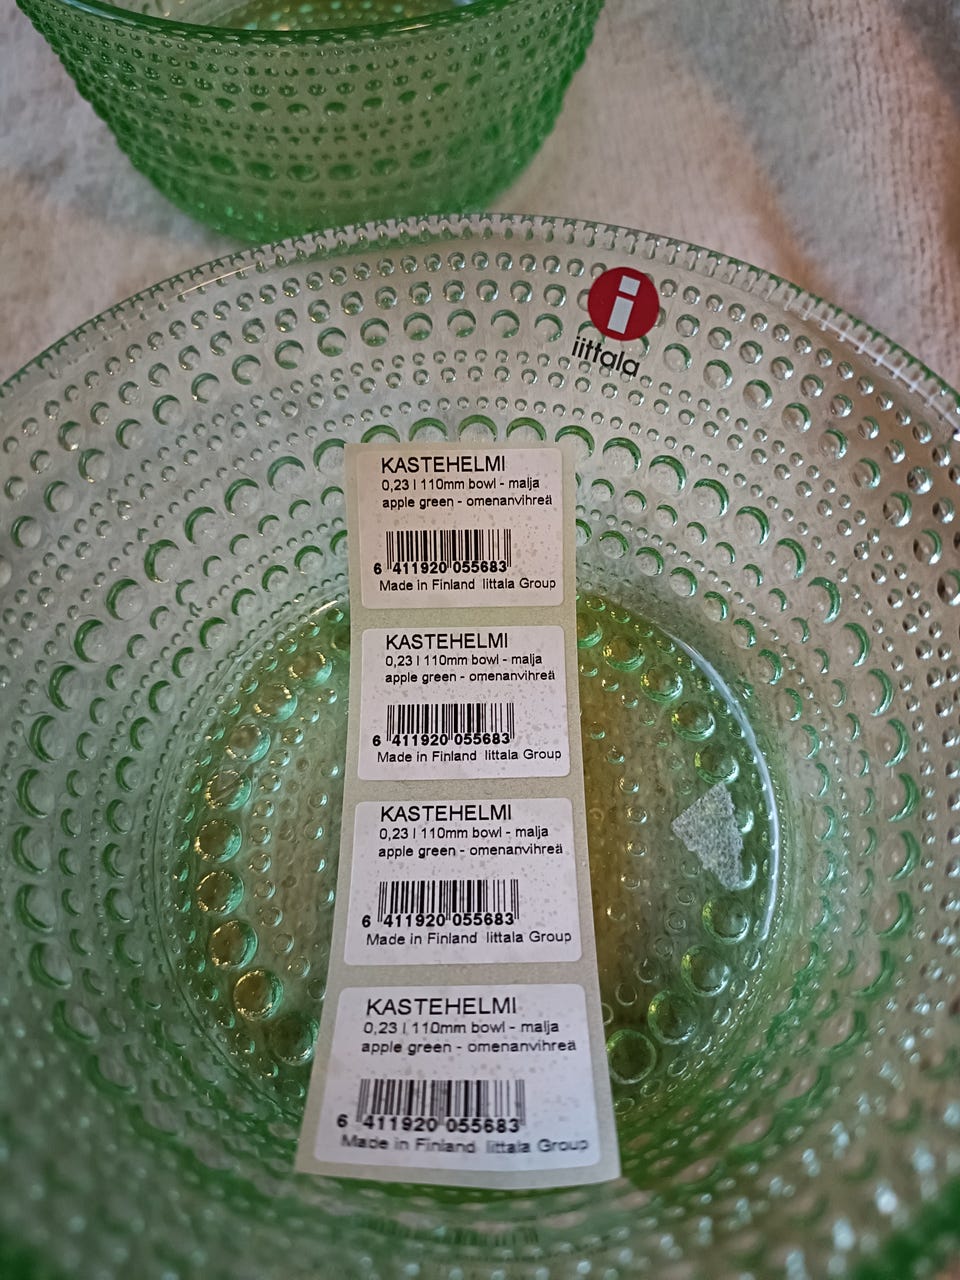 i
iittala
KASTEHELMI
0,23 l 110mm bowl - malja
apple green - omenanvihreä
6 411920 055683
Made in Finland Iittala Group
KASTEHELMI
0,23 l 110mm bowl - malja
apple green - omenanvihreä
6 411920 055683
Made in Finland Iittala Group
KASTEHELMI
0,23 l 110mm bowl - malja
apple green - omenanvihreä
6 411920 055683
Made in Finland Iittala Group
KASTEHELMI
0,23 l 110mm bowl - malja
apple green - omenanvihreä
6 411920 055683
Made in Finland Iittala Group